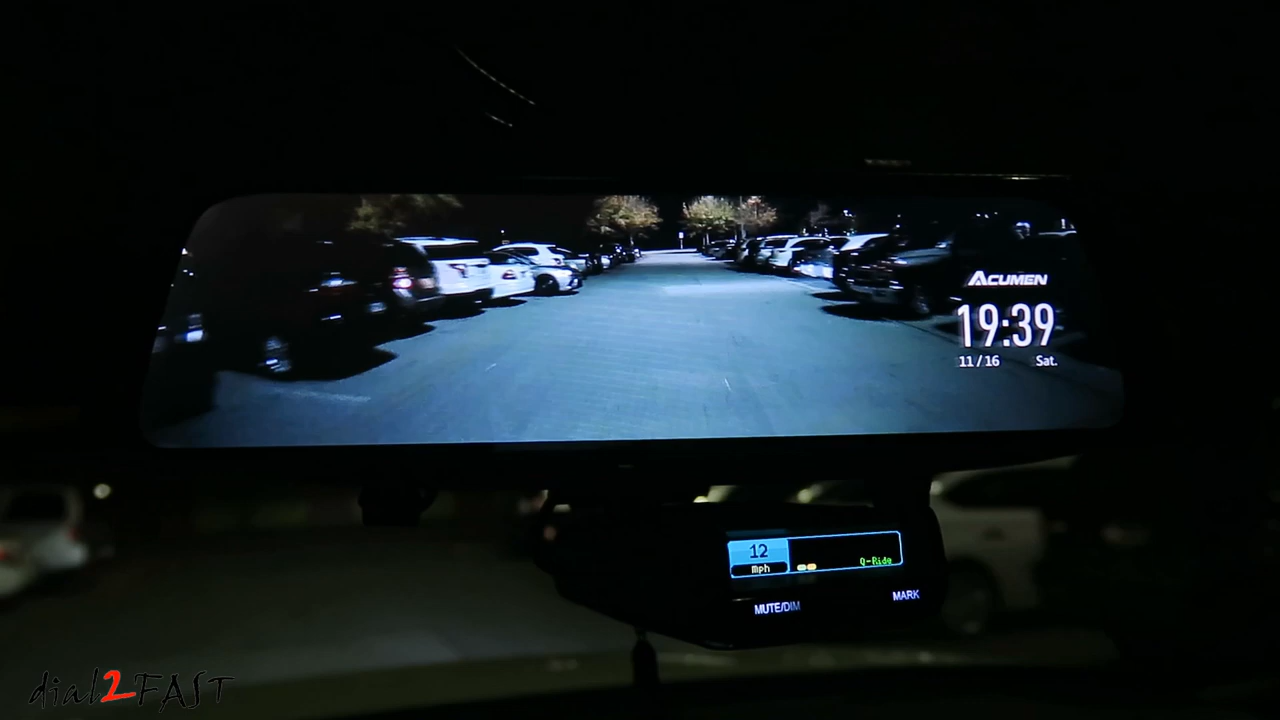 ACUMEN
19:39
11/16 Sat.
12
mph
Q-Ride
MUTE/DIM
MARK
dial2FAST